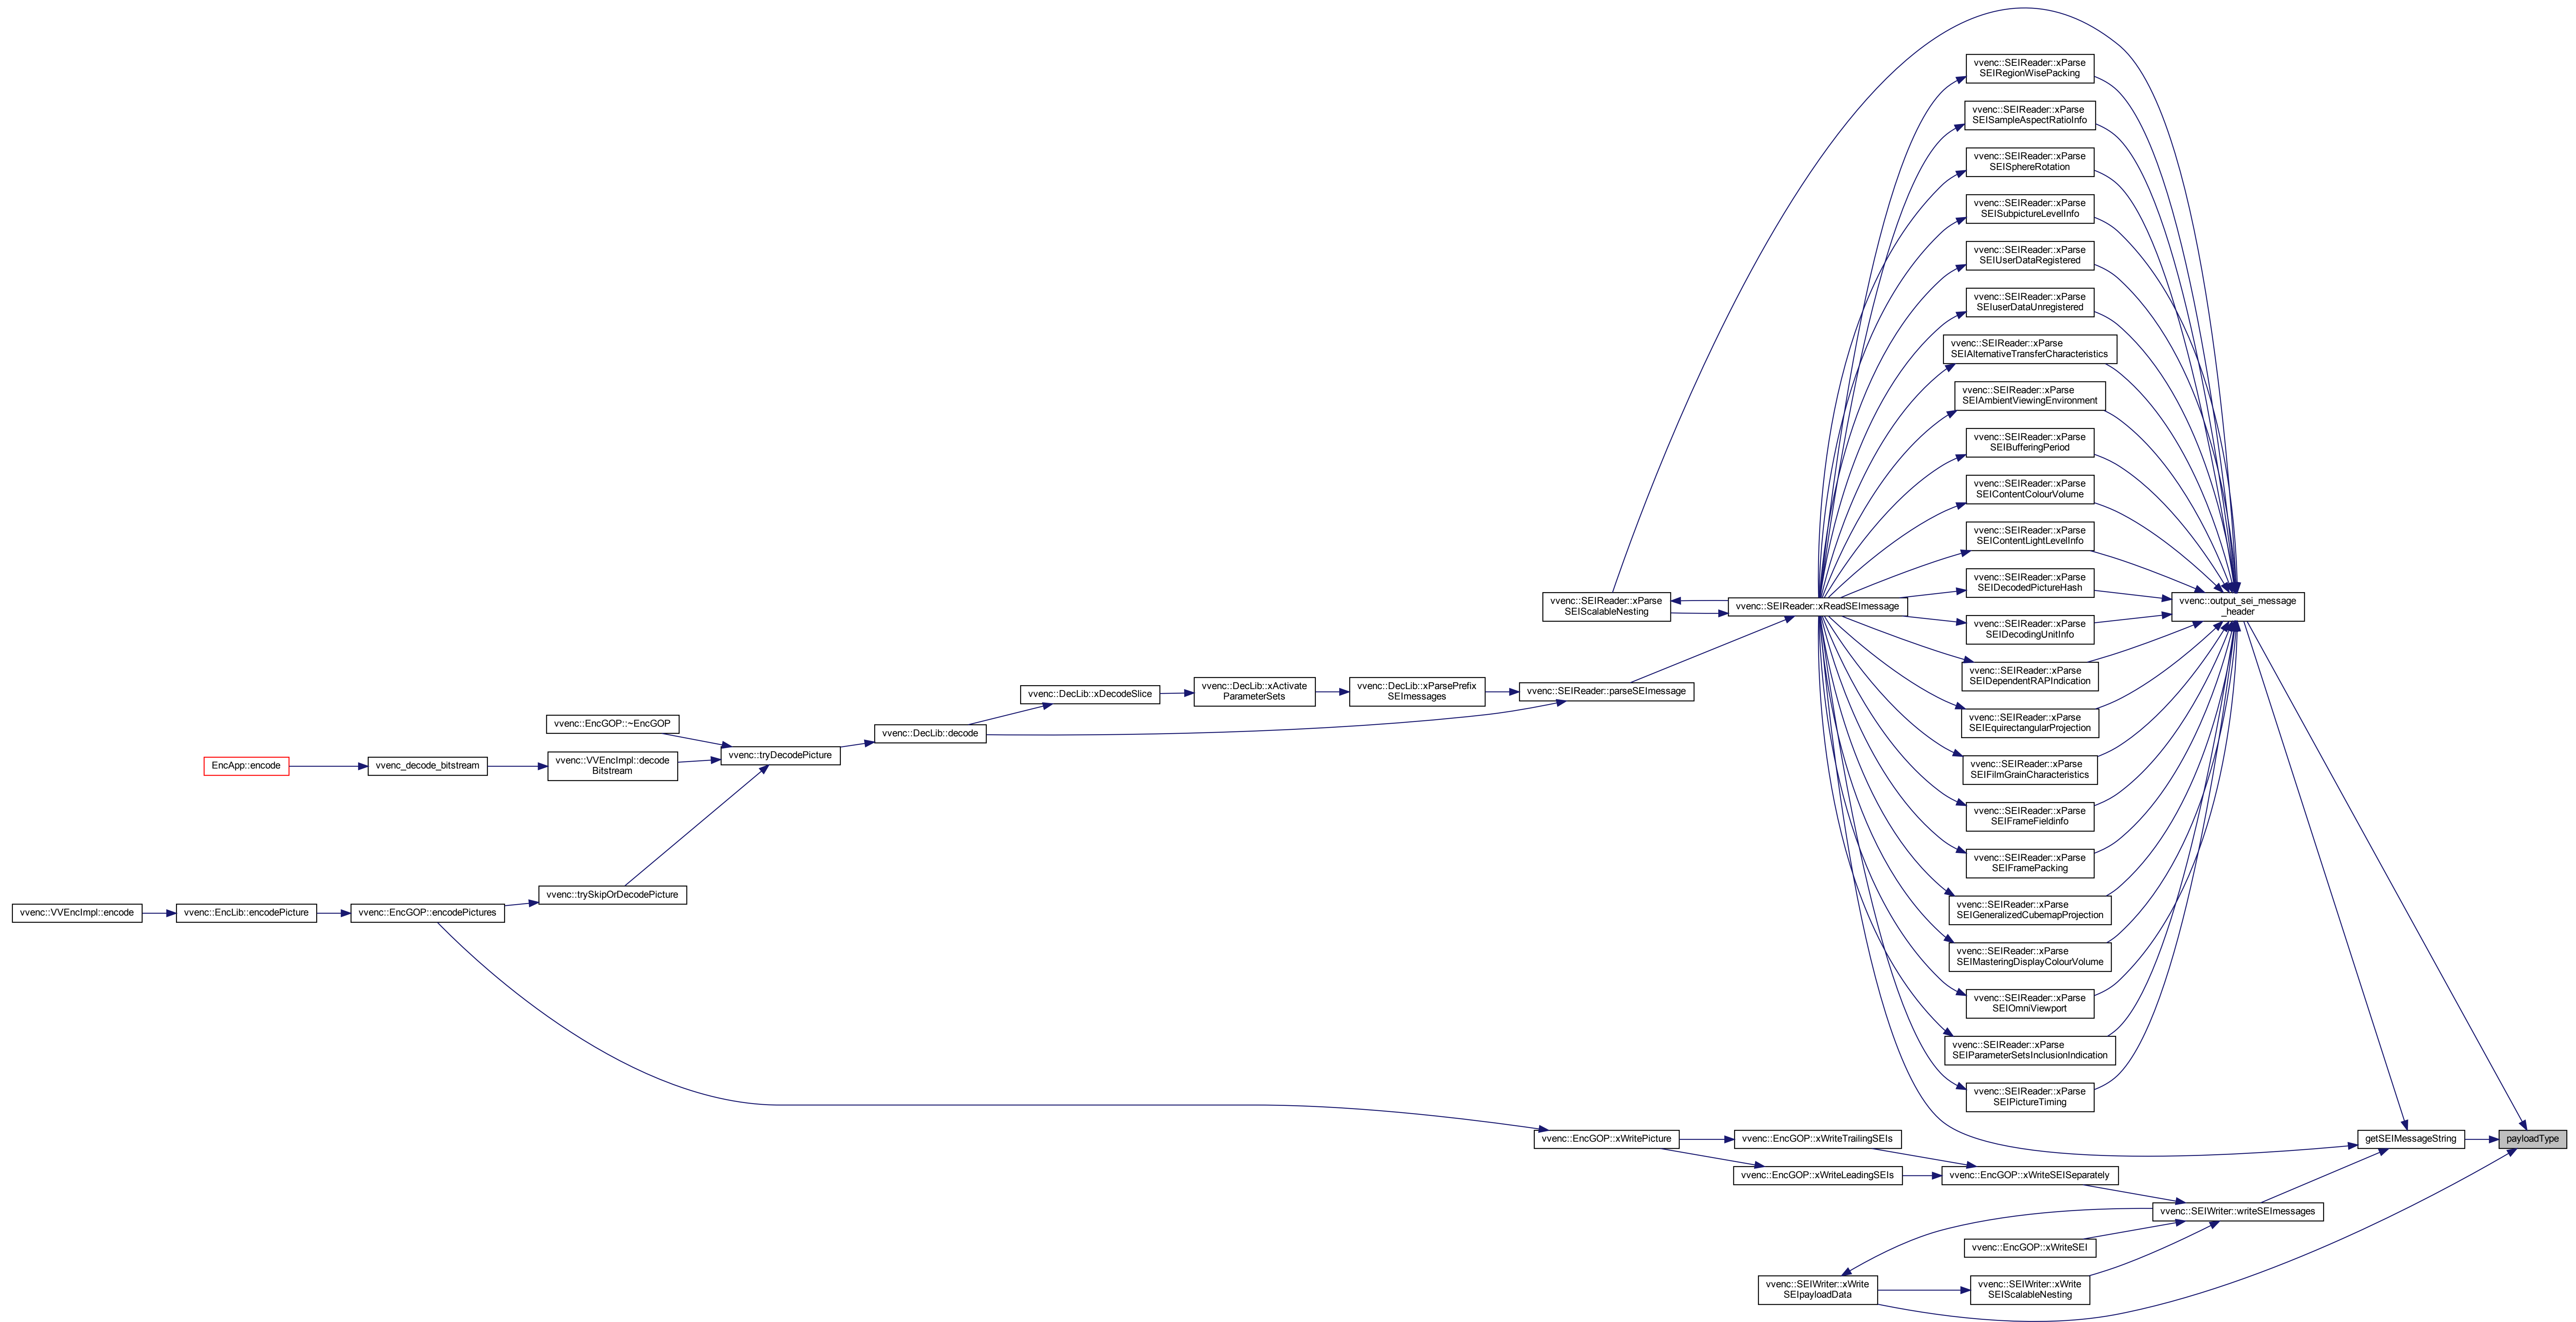 vvenc::SEIReader::xParse
SEIRegionWisePacking
vvenc::SEIReader::xParse
SEISampleAspectRatioInfo
vvenc::SEIReader::xParse
SEISphereRotation
vvenc::SEIReader::xParse
SEISubpictureLevelInfo
vvenc::SEIReader::xParse
SEIUserDataRegistered
vvenc::SEIReader::xParse
SEIuserDataUnregistered
vvenc::SEIReader::xParse
SEIAlternativeTransferCharacteristics
vvenc::SEIReader::xParse
SEIAmbientViewingEnvironment
vvenc::SEIReader::xParse
SEIBufferingPeriod
vvenc::SEIReader::xParse
SEIContentColourVolume
vvenc::SEIReader::xParse
SEIContentLightLevelInfo
vvenc::SEIReader::xParse
SEIDecodedPictureHash
vvenc::SEIReader::xParse
SEIScalableNesting
vvenc::SEIReader::xReadSEImessage
vvenc::output_sei_message
_header
vvenc::SEIReader::xParse
SEIDecodingUnitInfo
vvenc::SEIReader::xParse
SEIDependentRAPIndication
vvenc::DecLib::xDecodeSlice
vvenc::DecLib::xActivate
ParameterSets
vvenc::DecLib::xParsePrefix
SEImessages
vvenc::SEIReader::parseSEImessage
vvenc::EncGOP::~EncGOP
vvenc::DecLib::decode
vvenc::SEIReader::xParse
SEIEquirectangularProjection
EncApp::encode
vvenc_decode_bitstream
vvenc::VVEncImpl::decode
Bitstream
vvenc::tryDecodePicture
vvenc::SEIReader::xParse
SEIFilmGrainCharacteristics
vvenc::SEIReader::xParse
SEIFrameFieldinfo
vvenc::SEIReader::xParse
SEIFramePacking
vvenc::trySkipOrDecodePicture
vvenc::VVEncImpl::encode
vvenc::EncLib::encodePicture
vvenc::EncGOP::encodePictures
vvenc::SEIReader::xParse
SEIGeneralizedCubemapProjection
vvenc::SEIReader::xParse
SEIMasteringDisplayColourVolume
vvenc::SEIReader::xParse
SEIOmniViewport
vvenc::SEIReader::xParse
SEIParameterSetsInclusionIndication
vvenc::SEIReader::xParse
SEIPictureTiming
vvenc::EncGOP::xWritePicture
vvenc::EncGOP::xWriteTrailingSEIs
getSEIMessageString
payloadType
vvenc::EncGOP::xWriteLeadingSEIs
vvenc::EncGOP::xWriteSEISeparately
vvenc::SEIWriter::writeSEImessages
vvenc::EncGOP::xWriteSEI
vvenc::SEIWriter::xWrite
SEIpayloadData
vvenc::SEIWriter::xWrite
SEIScalableNesting